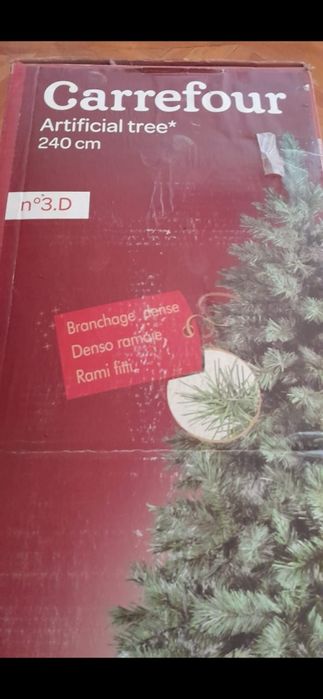 Carrefour
Artificial tree*
240 cm
n°3.D
Branchage dense
Denso ramaje
Rami fitti